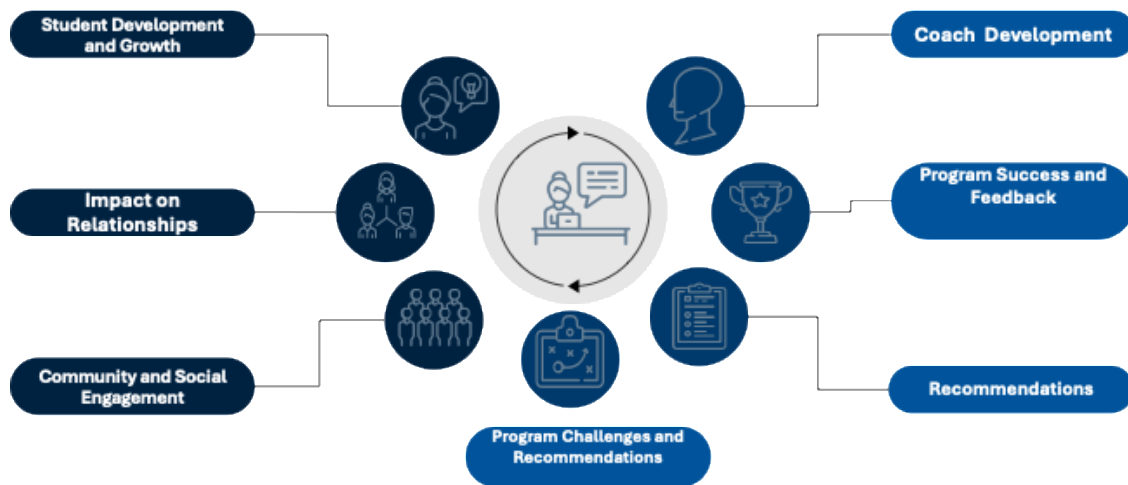 Student Development
and Growth
Impact on
Relationships
Community and Social
Engagement
Coach Development
Program Success and
Feedback
Recommendations
Program Challenges and
Recommendations